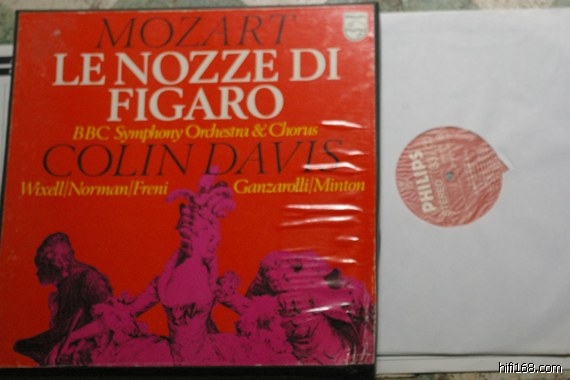 MOZART
LE NOZZE DI
FIGARO
BBC Symphony Orchestra & Chorus
COLIN DAVIS
Wixell/Norman/Freni Ganzarolli/Minton
PHILIPS
STEREO
hifi168.com